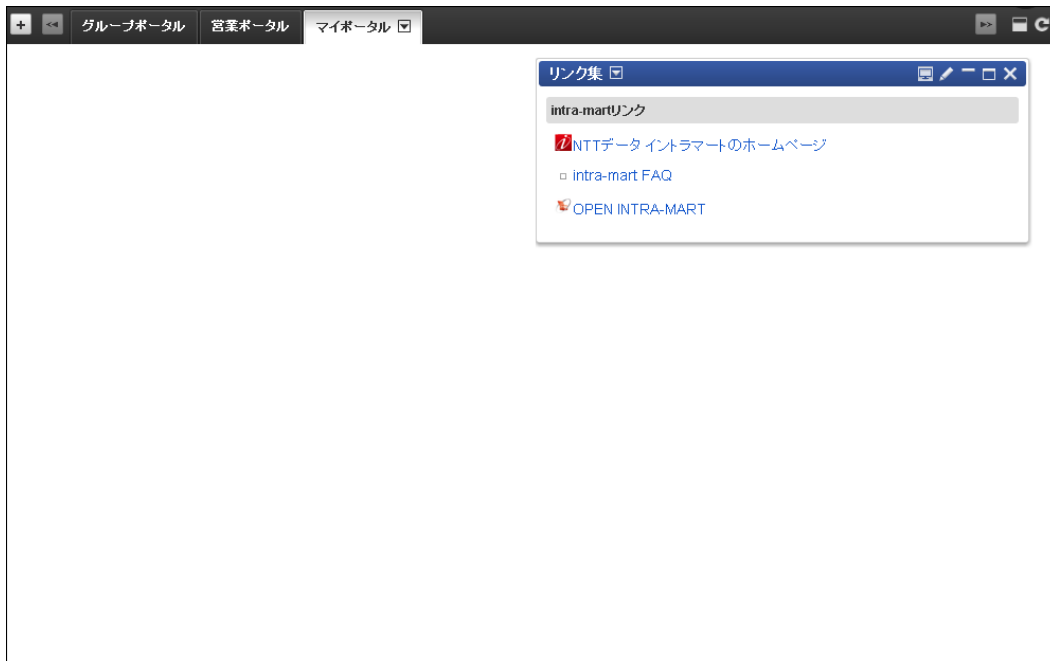 グループポータル 営業ポータル マイポータル
リンク集
intra-martリンク
NTTデータ イントラマートのホームページ
intra-mart FAQ
OPEN INTRA-MART